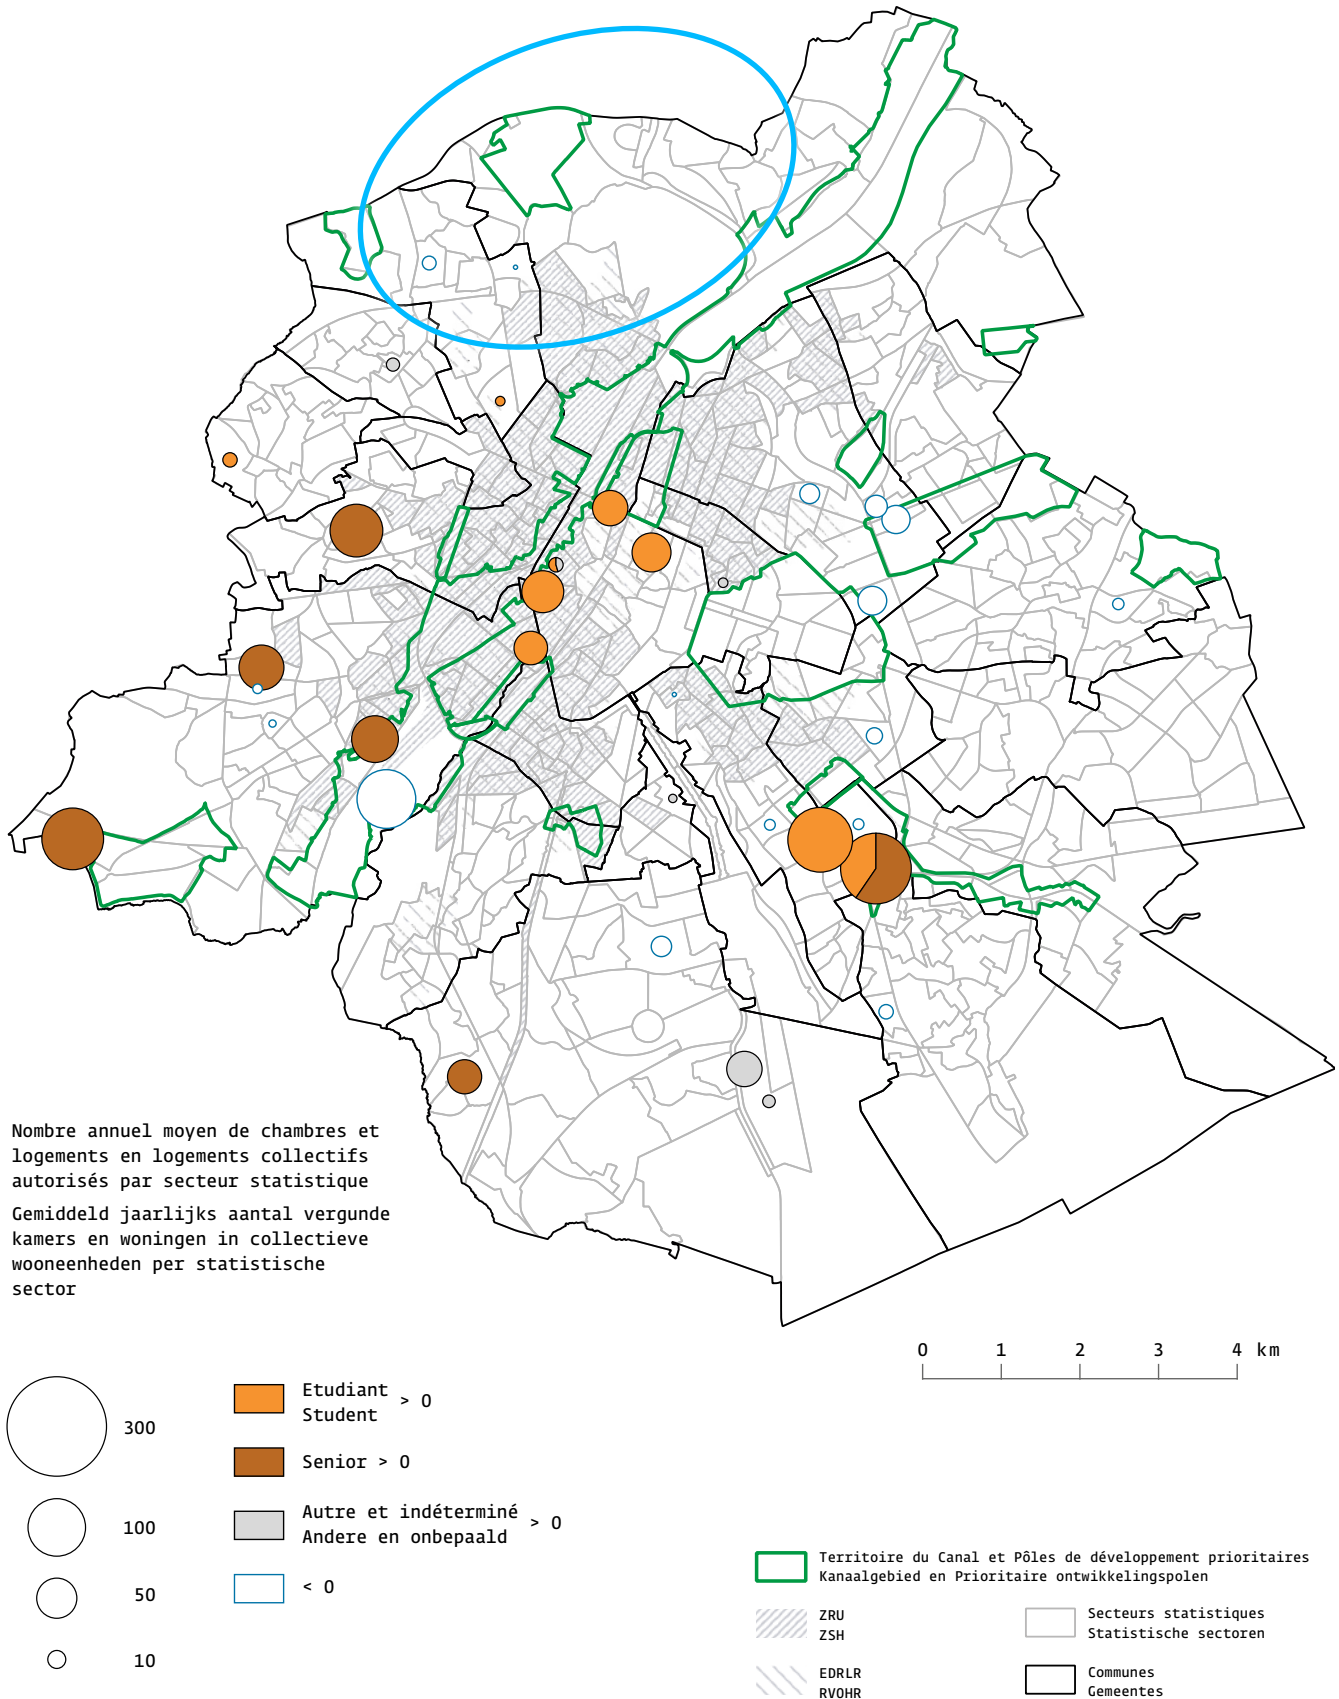 Nombre annuel moyen de chambres et
logements en logements collectifs
autorisés par secteur statistique
Gemiddeld jaarlijks aantal vergunde
kamers en woningen in collectieve
wooneenheden per statistische
sector
0 1 2 3 4 km
300
100
50
10
Etudiant
Student
> 0
Senior > 0
Autre et indéterminé
Andere en onbepaald
> 0
< 0
Territoire du Canal et Pôles de développement prioritaires
Kanaalgebied en Prioritaire ontwikkelingspolen
ZRU
ZSH
Secteurs statistiques
Statistische sectoren
EDRLR
RVOHR
Communes
Gemeentes